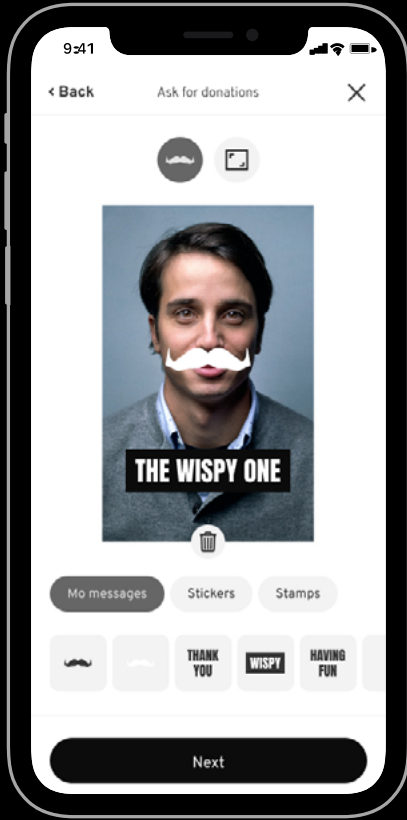 9:41
Back
Ask for donations
THE WISPY ONE
Mo messages
Stickers
Stamps
THANK
YOU
WISPY
HAVING
FUN
Next